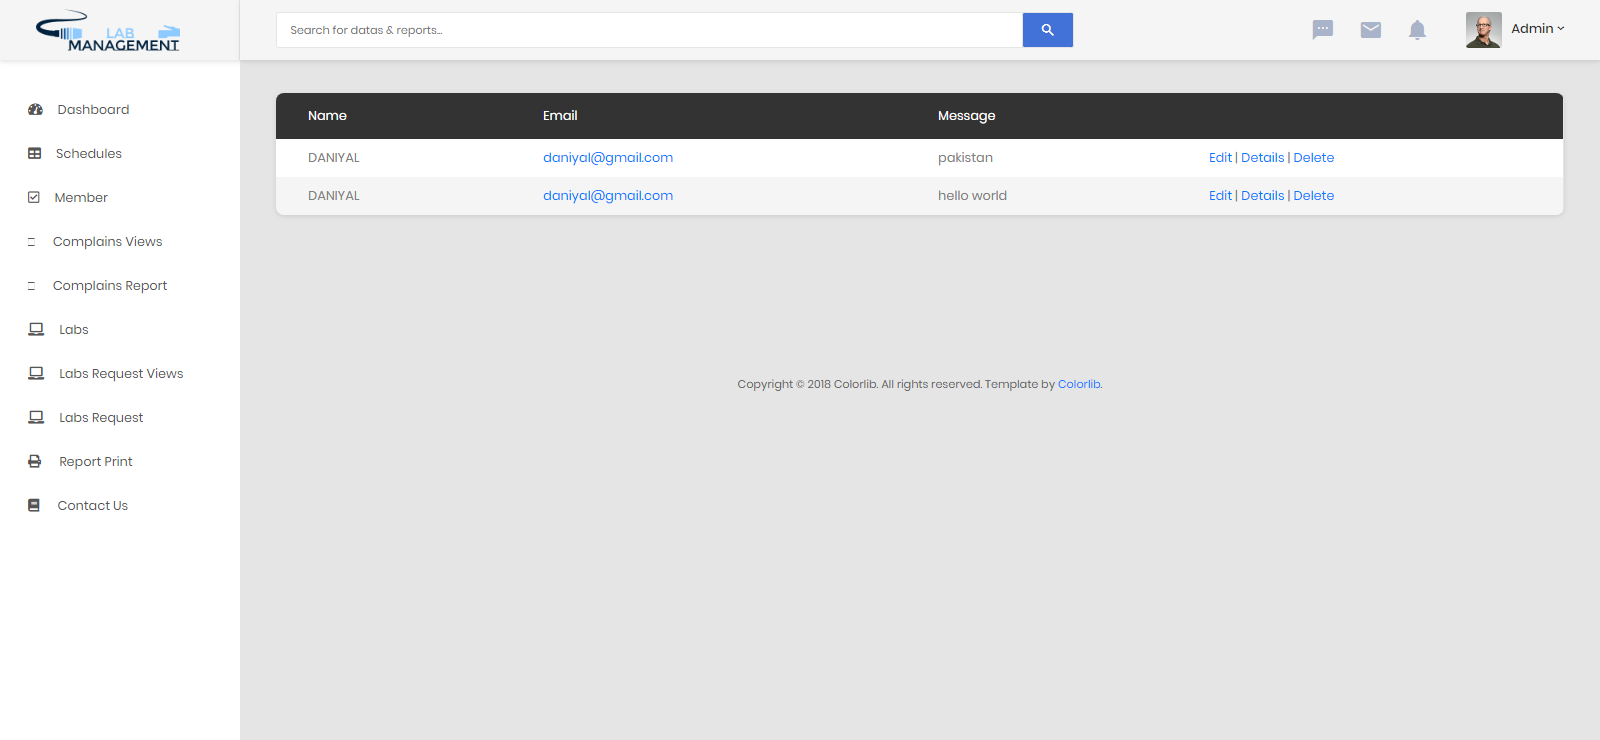 LAB
MANAGEMENT
Search for datas & reports...
Admin
Dashboard
Schedules
Member
Complains Views
Complains Report
Labs
Labs Request Views
Labs Request
Report Print
Contact Us
Name Email Message
DANIYAL daniyal@gmail.com pakistan Edit | Details | Delete
DANIYAL daniyal@gmail.com hello world Edit | Details | Delete
Copyright © 2018 Colorlib. All rights reserved. Template by Colorlib.